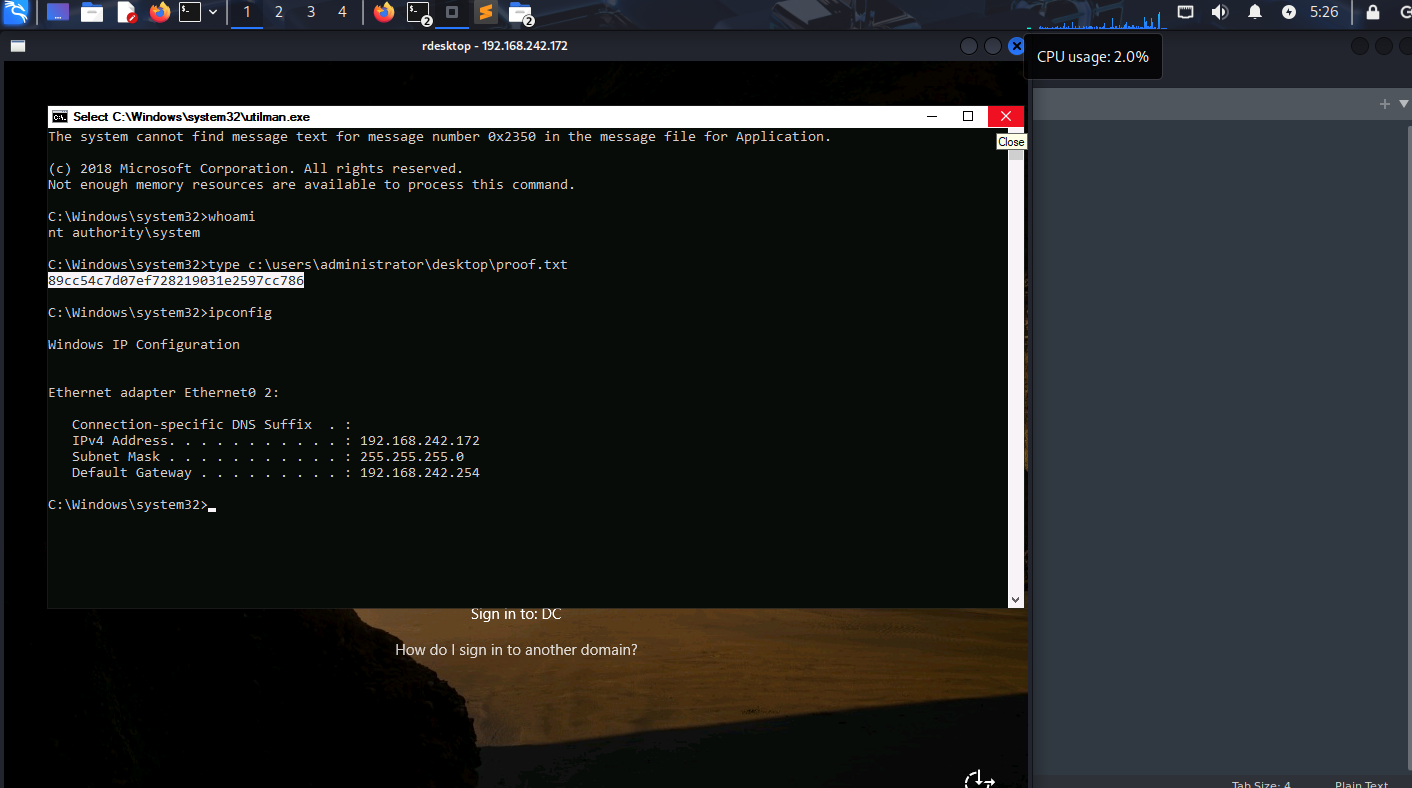 1 2 3 4 2 2 5:26
rdesktop - 192.168.242.172
CPU usage: 2.0%
Select C:\Windows\system32\utilman.exe
Close
The system cannot find message text for message number 0x2350 in the message file for Application.
(c) 2018 Microsoft Corporation. All rights reserved.
Not enough memory resources are available to process this command.
C:\Windows\system32>whoami
nt authority\system
C:\Windows\system32>type c:\users\administrator\desktop\proof.txt
89cc54c7d07ef728219031e2597cc786
C:\Windows\system32>ipconfig
Windows IP Configuration
Ethernet adapter Ethernet0 2:
Connection-specific DNS Suffix  . :
IPv4 Address. . . . . . . . . . . : 192.168.242.172
Subnet Mask . . . . . . . . . . . : 255.255.255.0
Default Gateway . . . . . . . . . : 192.168.242.254
C:\Windows\system32>
Sign in to: DC
How do I sign in to another domain?
Tab Size: 4 Plain Text